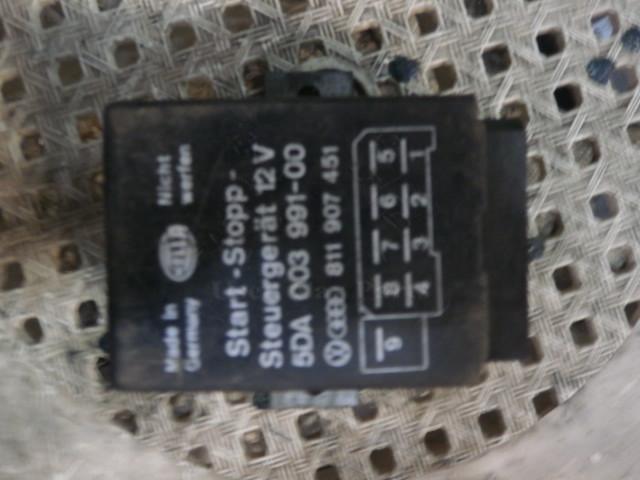 Made in
Germany
HELLA
Nicht
werfen
Start-Stopp-
Steuergerät 12V
5DA 003 991-00
811 907 451
9
8 7 6 5
4 3 2 1